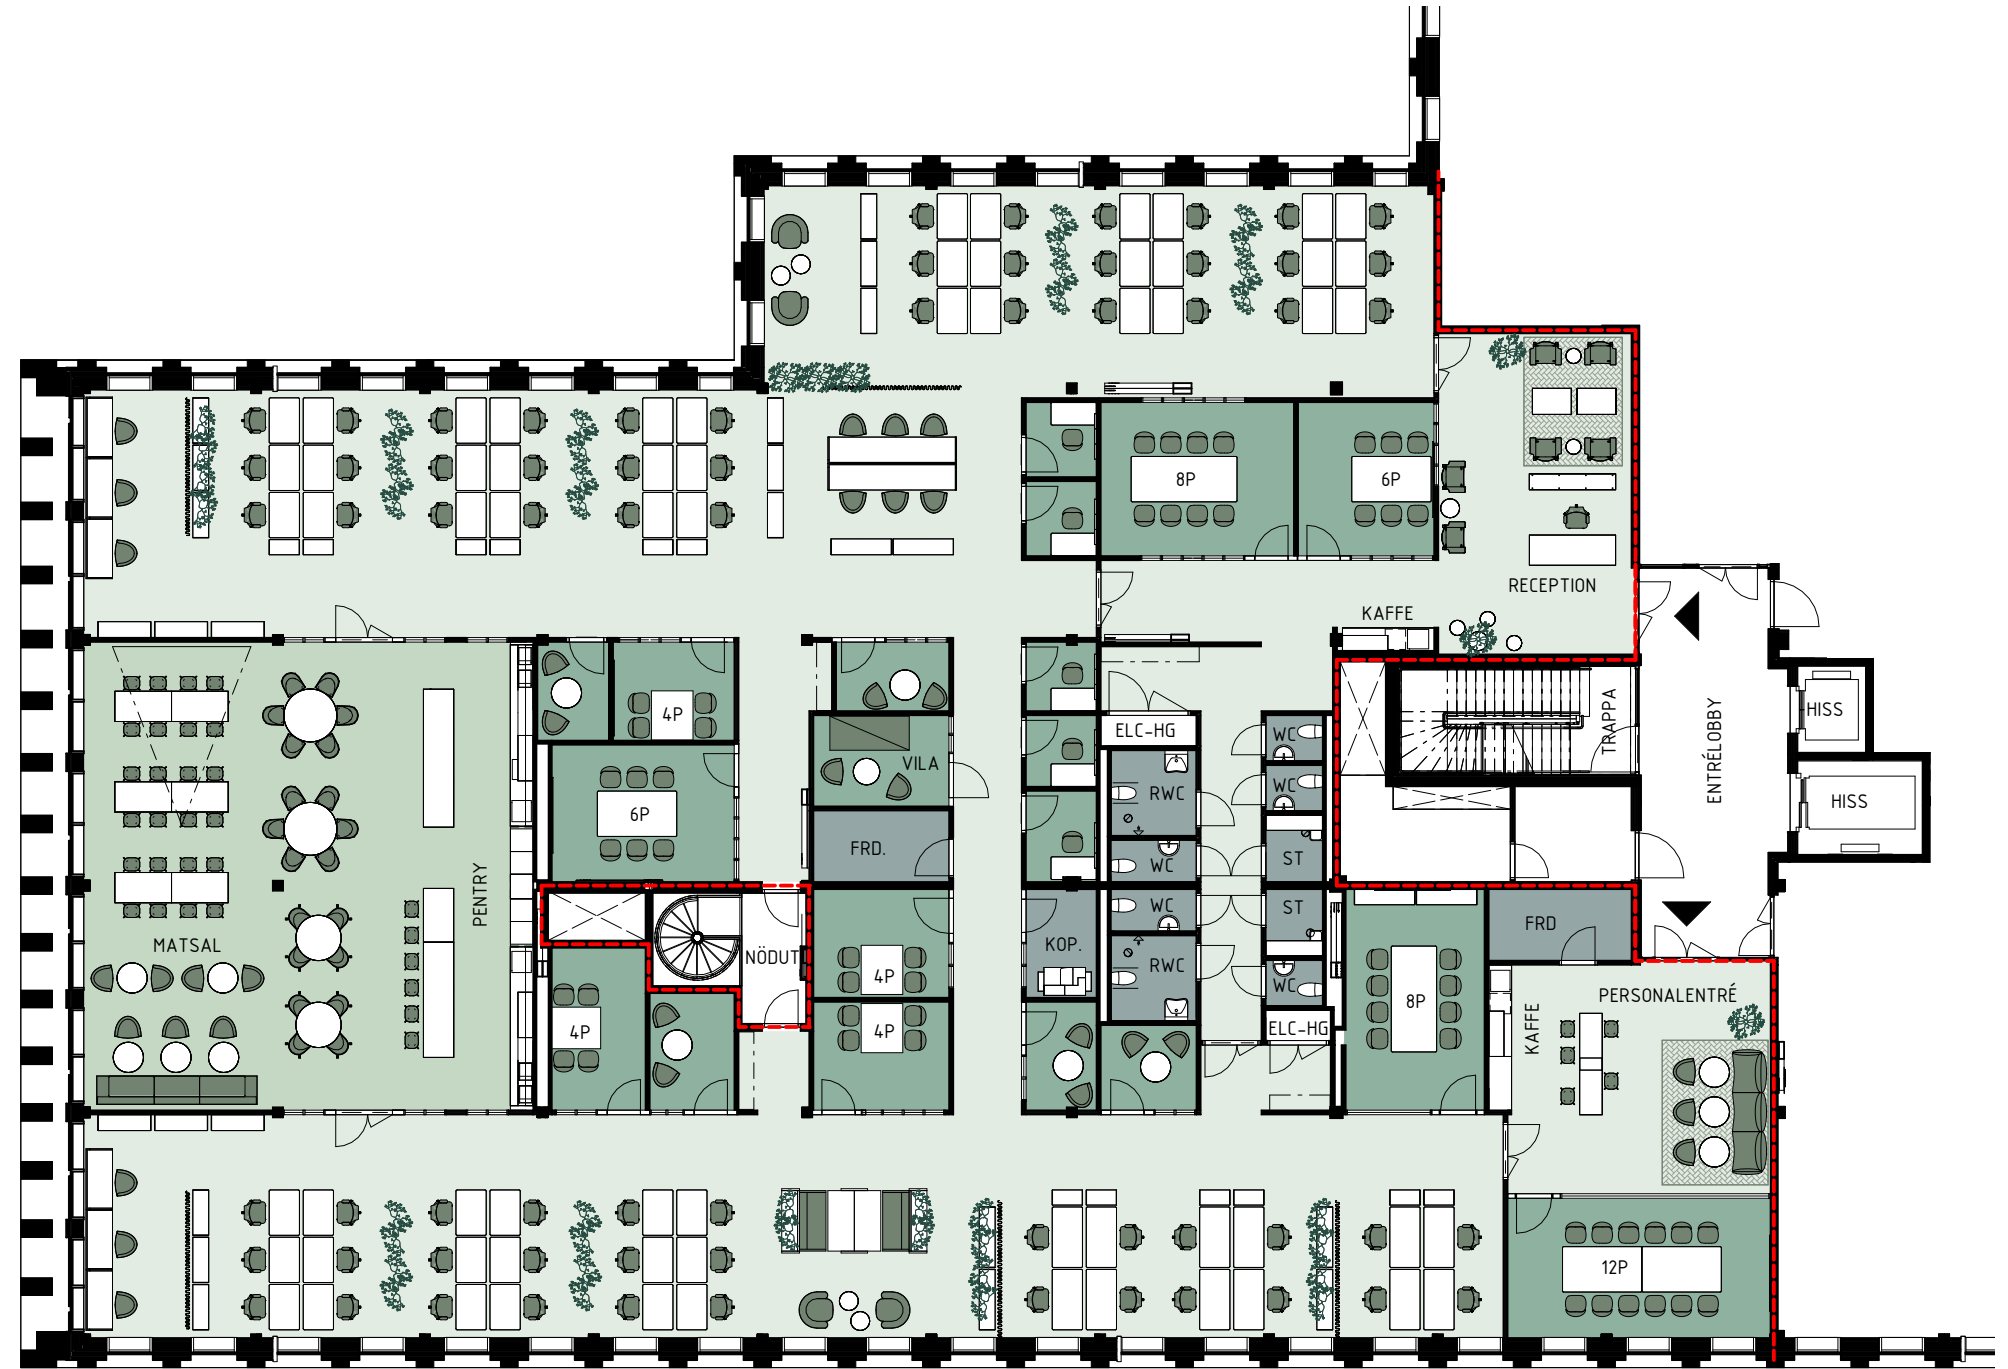 8P
6P
RECEPTION
KAFFE
4P
ELC-HG
WC
TRAPPA
ENTRÉLOBBY
HISS
VILA
WC
RWC
6P
HISS
FRD.
WC
ST
PENTRY
WC
ST
FRD
MATSAL
NÖDUT
KOP.
4P
RWC
WC
PERSONALENTRÉ
8P
4P
4P
ELC-HG
KAFFE
12P